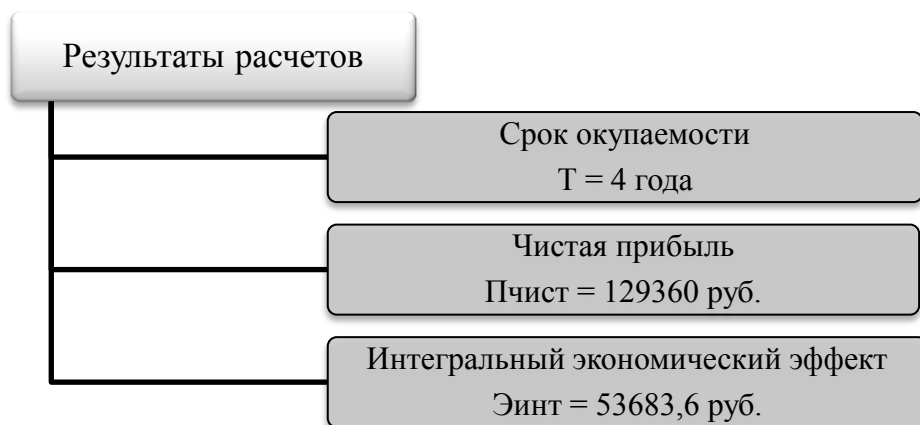 Результаты расчетов
Срок окупаемости
Т = 4 года
Чистая прибыль
Пчист = 129360 руб.
Интегральный экономический эффект
Эинт = 53683,6 руб.